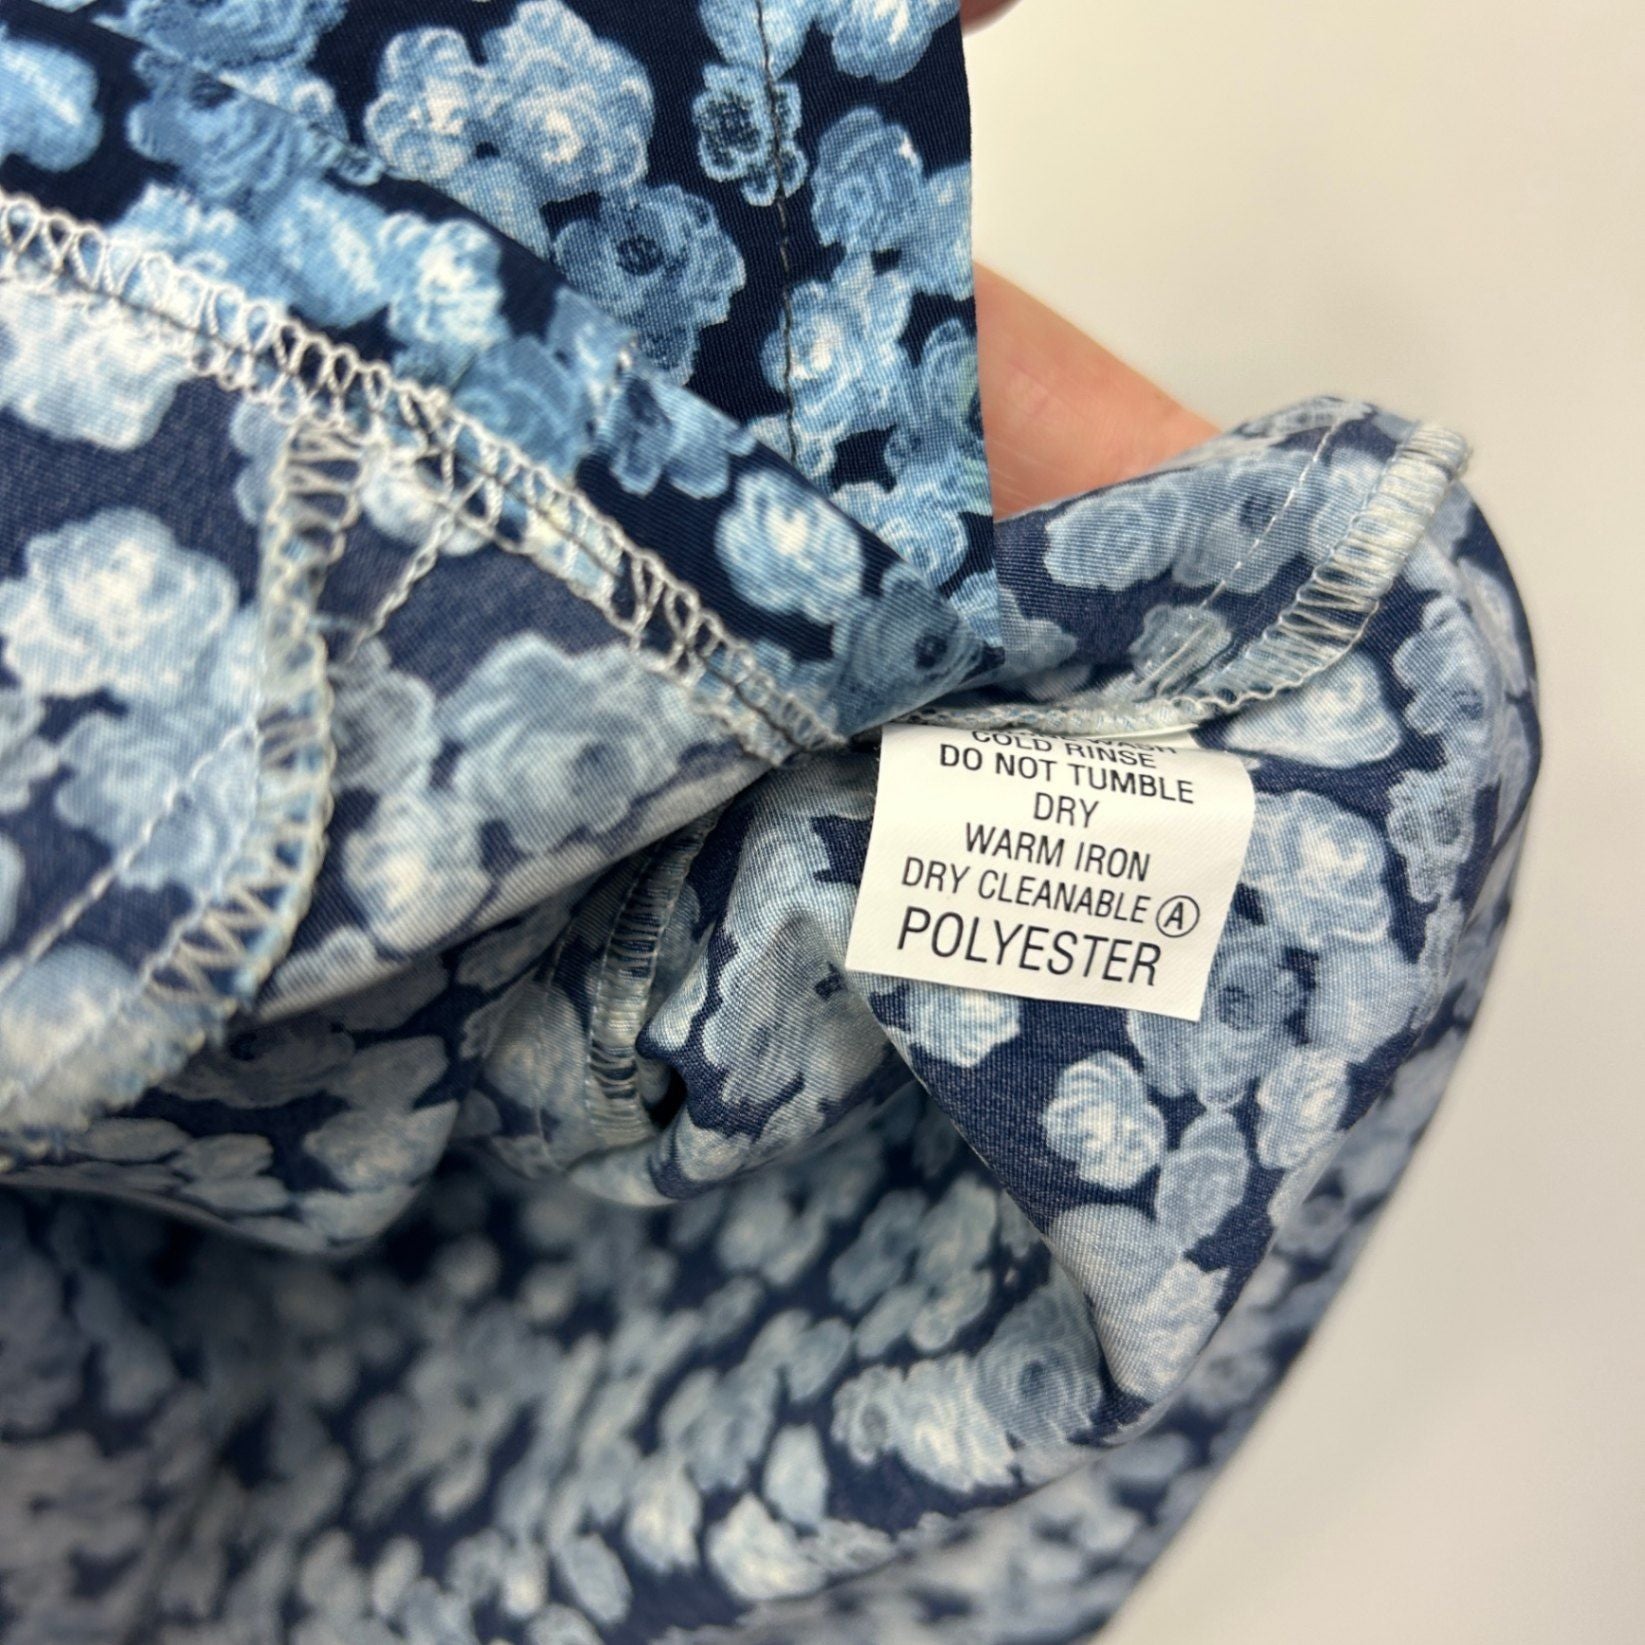 COLD RINSE
DO NOT TUMBLE
DRY
WARM IRON
DRY CLEANABLE Ⓐ
POLYESTER